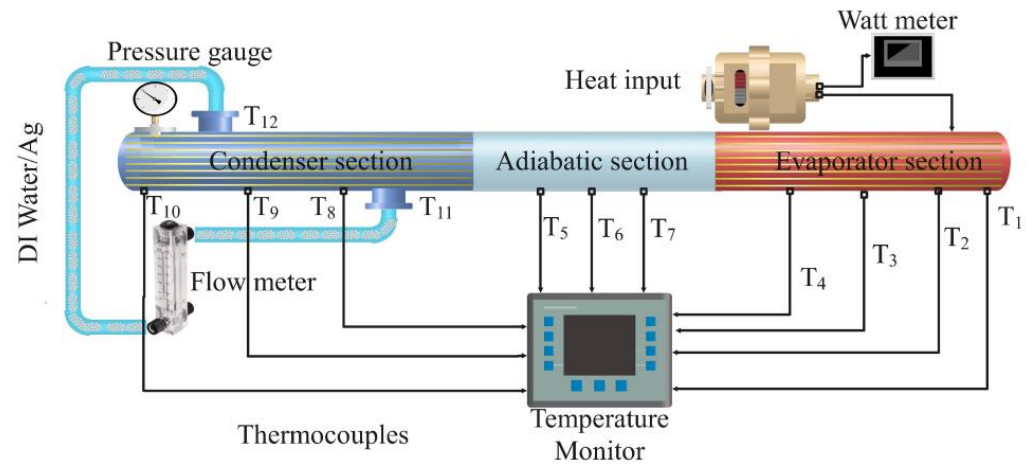 Watt meter
Pressure gauge
Heat input
T12
Condenser section
Adiabatic section
Evaporator section
DI Water/Ag
T10
T9
T8
T11
T5
T6
T7
T4
T3
T2
T1
Flow meter
Temperature
Monitor
Thermocouples